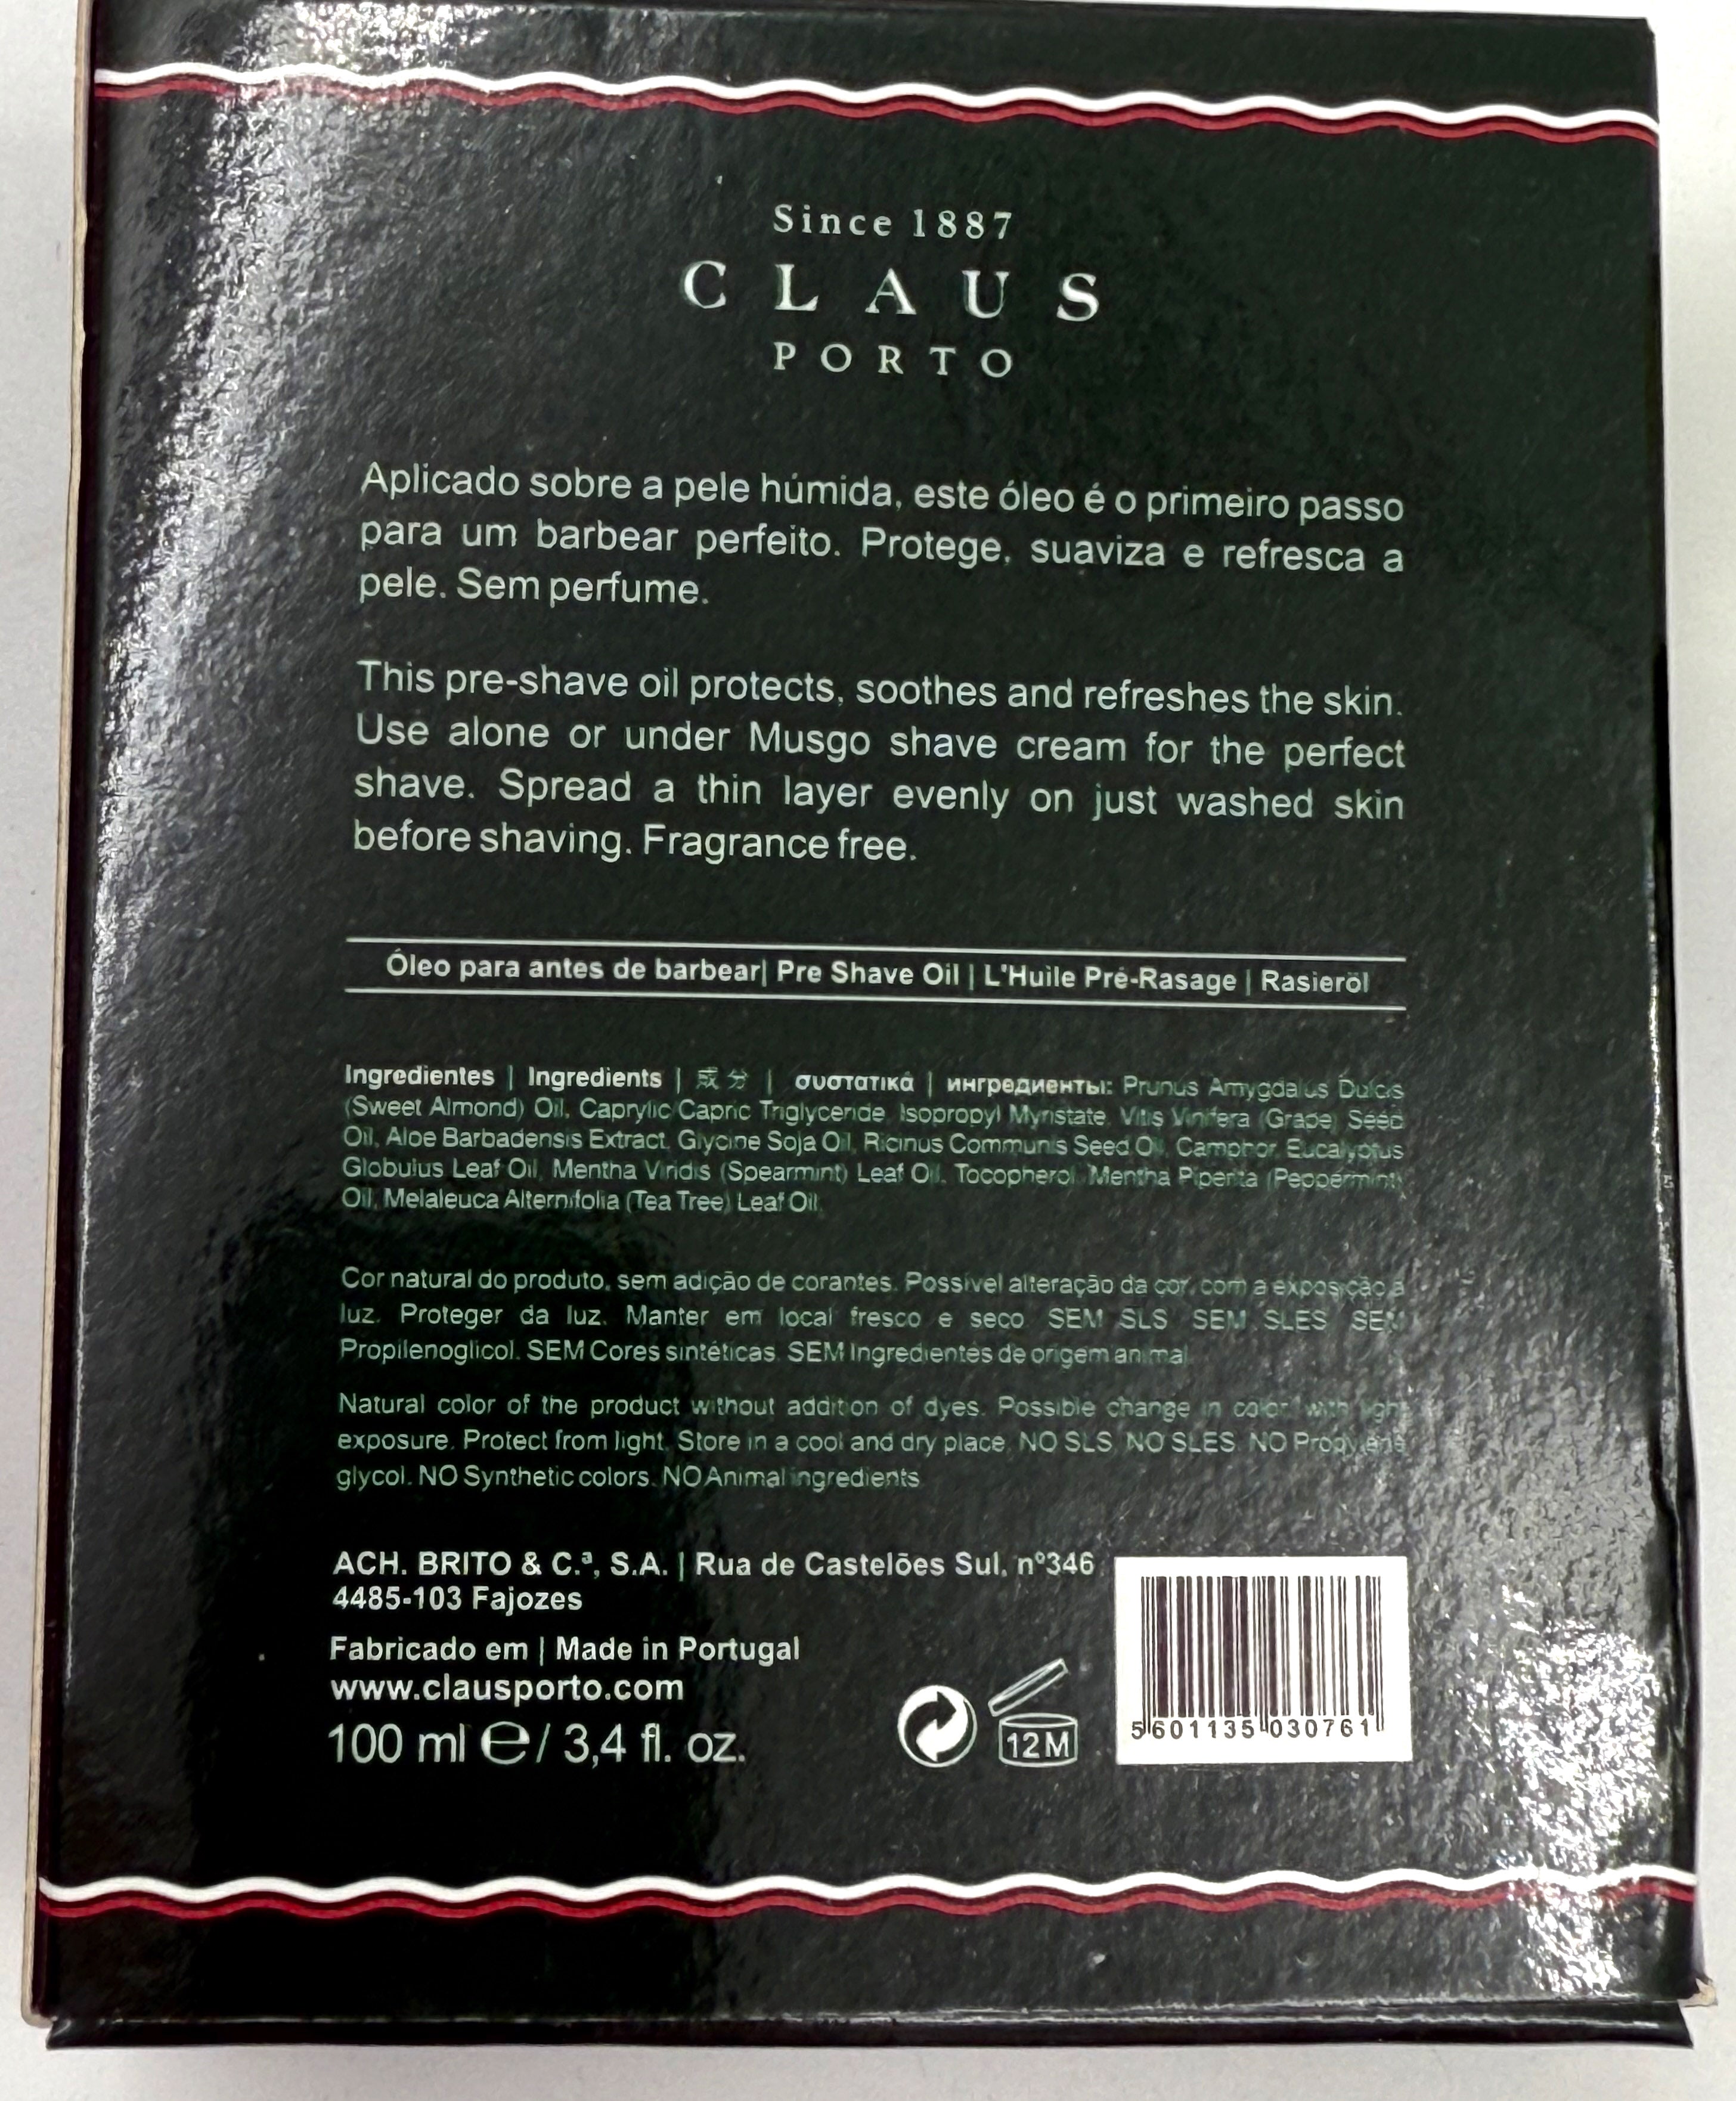 Since 1887
CLAUS
PORTO
Aplicado sobre a pele húmida, este óleo é o primeiro passo
para um barbear perfeito. Protege, suaviza e refresca a
pele. Sem perfume.
This pre-shave oil protects, soothes and refreshes the skin.
Use alone or under Musgo shave cream for the perfect
shave. Spread a thin layer evenly on just washed skin
before shaving. Fragrance free.
Óleo para antes de barbear| Pre Shave Oil | L'Huile Pré-Rasage | Rasieröl
Ingredientes | Ingredients | 成分 | συστατικά | ингредиенты: Prunus Amygdalus Dulcis
(Sweet Almond) Oil, Caprylic/Capric Triglyceride, Isopropyl Myristate, Vitis Vinifera (Grape) Seed
Oil, Aloe Barbadensis Extract, Glycine Soja Oil, Ricinus Communis Seed Oil, Camphor, Eucalyptus
Globulus Leaf Oil, Mentha Viridis (Spearmint) Leaf Oil, Tocopherol, Mentha Piperita (Peppermint)
Oil, Melaleuca Alternifolia (Tea Tree) Leaf Oil.
Cor natural do produto, sem adição de corantes. Possível alteração da cor, com a exposição à
luz. Proteger da luz. Manter em local fresco e seco. SEM SLS. SEM SLES. SEM
Propilenoglicol. SEM Cores sintéticas. SEM Ingredientes de origem animal.
Natural color of the product without addition of dyes. Possible change in color with light
exposure. Protect from light. Store in a cool and dry place. NO SLS. NO SLES. NO Propylene
glycol. NO Synthetic colors. NO Animal ingredients.
ACH. BRITO & C.ª, S.A. | Rua de Castelões Sul, nº346
4485-103 Fajozes
Fabricado em | Made in Portugal
www.clausporto.com
100 ml ℮ / 3,4 fl. oz.
12M
5601135030761